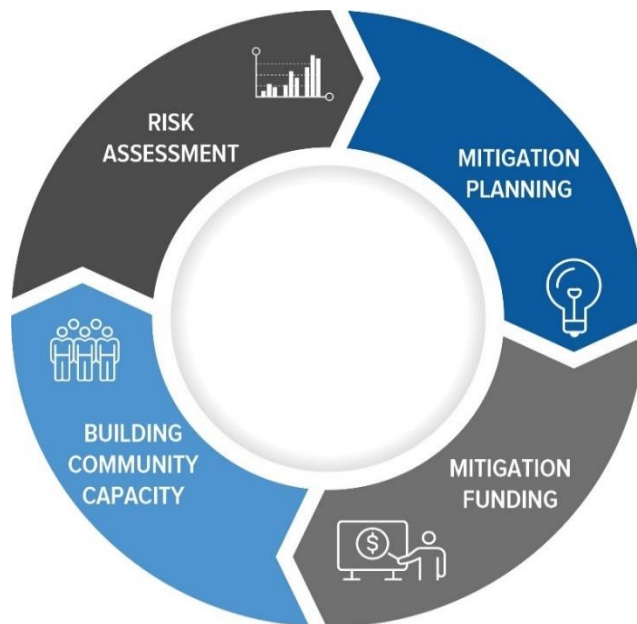 RISK
ASSESSMENT
MITIGATION
PLANNING
MITIGATION
FUNDING
$
BUILDING
COMMUNITY
CAPACITY